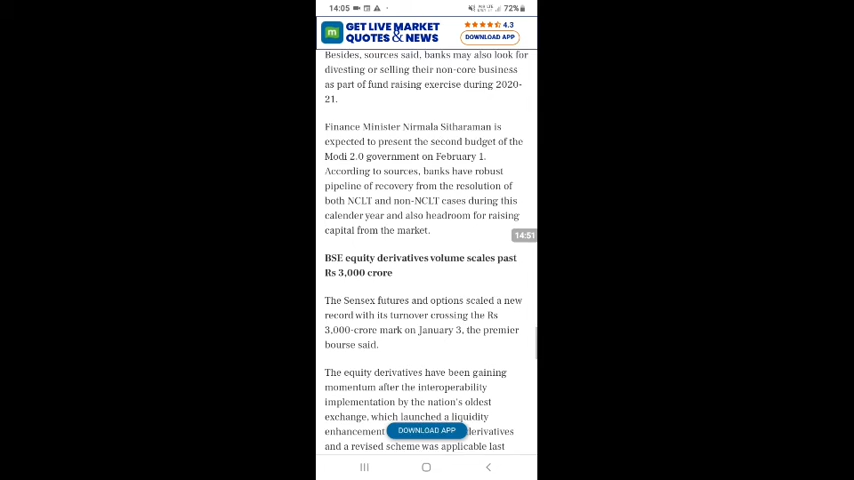 14:05
72%
GET LIVE MARKET
QUOTES & NEWS
4.3
DOWNLOAD APP
Besides, sources said, banks may also look for
divesting or selling their non-core business
as part of fund raising exercise during 2020-
21.
Finance Minister Nirmala Sitharaman is
expected to present the second budget of the
Modi 2.0 government on February 1.
According to sources, banks have robust
pipeline of recovery from the resolution of
both NCLT and non-NCLT cases during this
calender year and also headroom for raising
capital from the market.
14:51
BSE equity derivatives volume scales past
Rs 3,000 crore
The Sensex futures and options scaled a new
record with its turnover crossing the Rs
3,000-crore mark on January 3, the premier
bourse said.
The equity derivatives have been gaining
momentum after the interoperability
implementation by the nation's oldest
exchange, which launched a liquidity
enhancement derivatives
DOWNLOAD APP
and a revised scheme was applicable last